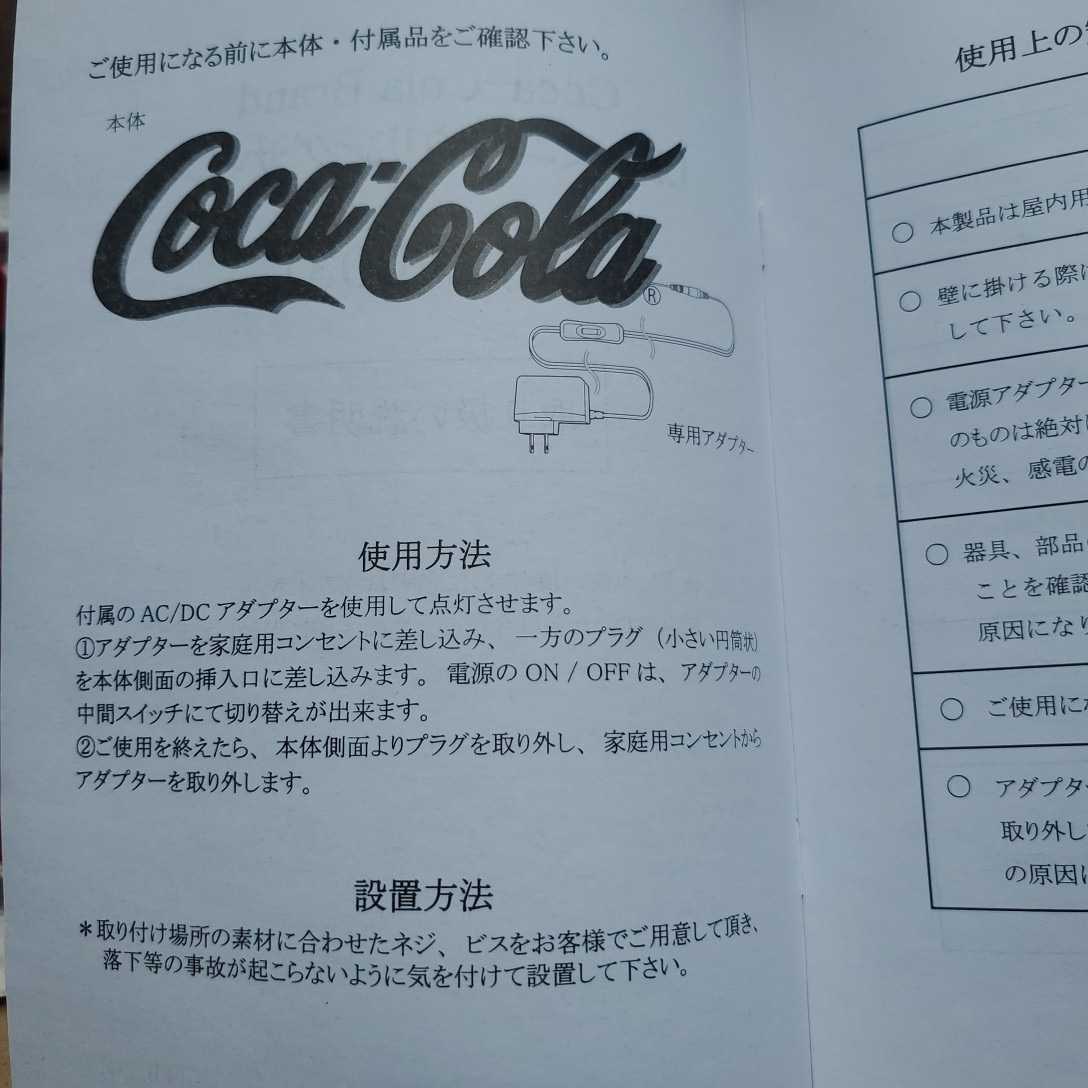 ご使用になる前に本体・付属品をご確認下さい。
本体
Coca-Cola
®
専用アダプター
使用方法
付属の AC/DC アダプターを使用して点灯させます。
①アダプターを家庭用コンセントに差し込み、一方のプラグ(小さい円筒状)
を本体側面の挿入口に差し込みます。電源の ON / OFF は、アダプターの
中間スイッチにて切り替えが出来ます。
②ご使用を終えたら、本体側面よりプラグを取り外し、家庭用コンセントから
アダプターを取り外します。
設置方法
＊取り付け場所の素材に合わせたネジ、ビスをお客様でご用意して頂き、
落下等の事故が起こらないように気を付けて設置して下さい。
使用上の
○ 本製品は屋内用
○ 壁に掛ける際に
して下さい。
○ 電源アダプター
のものは絶対に
火災、感電の
○ 器具、部品
ことを確認
原因になり
○ ご使用にな
○ アダプター
取り外し
の原因に